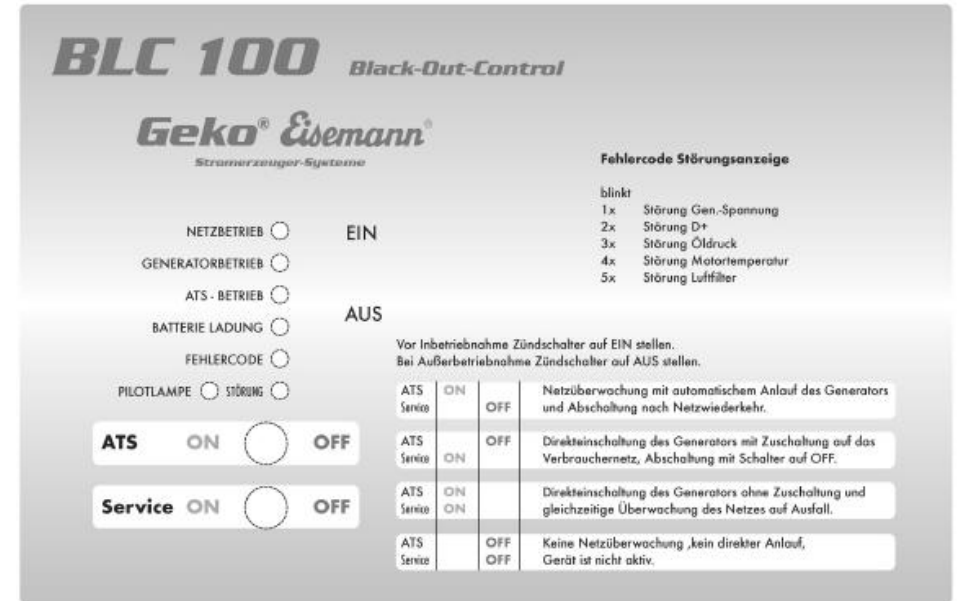 BLC 100 Black-Out-Control
Geko® Eisemann®
Stromerzeuger-Systeme
Fehlercode Störungsanzeige
blinkt
1x Störung Gen.-Spannung
2x Störung D+
3x Störung Öldruck
4x Störung Motortemperatur
5x Störung Luftfilter
NETZBETRIEB EIN
GENERATORBETRIEB
ATS - BETRIEB
AUS
BATTERIE LADUNG
FEHLERCODE
PILOTLAMPE STÖRUNG
ATS ON OFF
Service ON OFF
Vor Inbetriebnahme Zündschalter auf EIN stellen.
Bei Außerbetriebnahme Zündschalter auf AUS stellen.
ATS ON Netzüberwachung mit automatischem Anlauf des Generators
Service OFF und Abschaltung nach Netzwiederkehr.
ATS OFF Direkteinschaltung des Generators mit Zuschaltung auf das
Service ON Verbrauchernetz, Abschaltung mit Schalter auf OFF.
ATS ON Direkteinschaltung des Generators ohne Zuschaltung und
Service ON gleichzeitige Überwachung des Netzes auf Ausfall.
ATS OFF Keine Netzüberwachung ,kein direkter Anlauf,
Service OFF Gerät ist nicht aktiv.